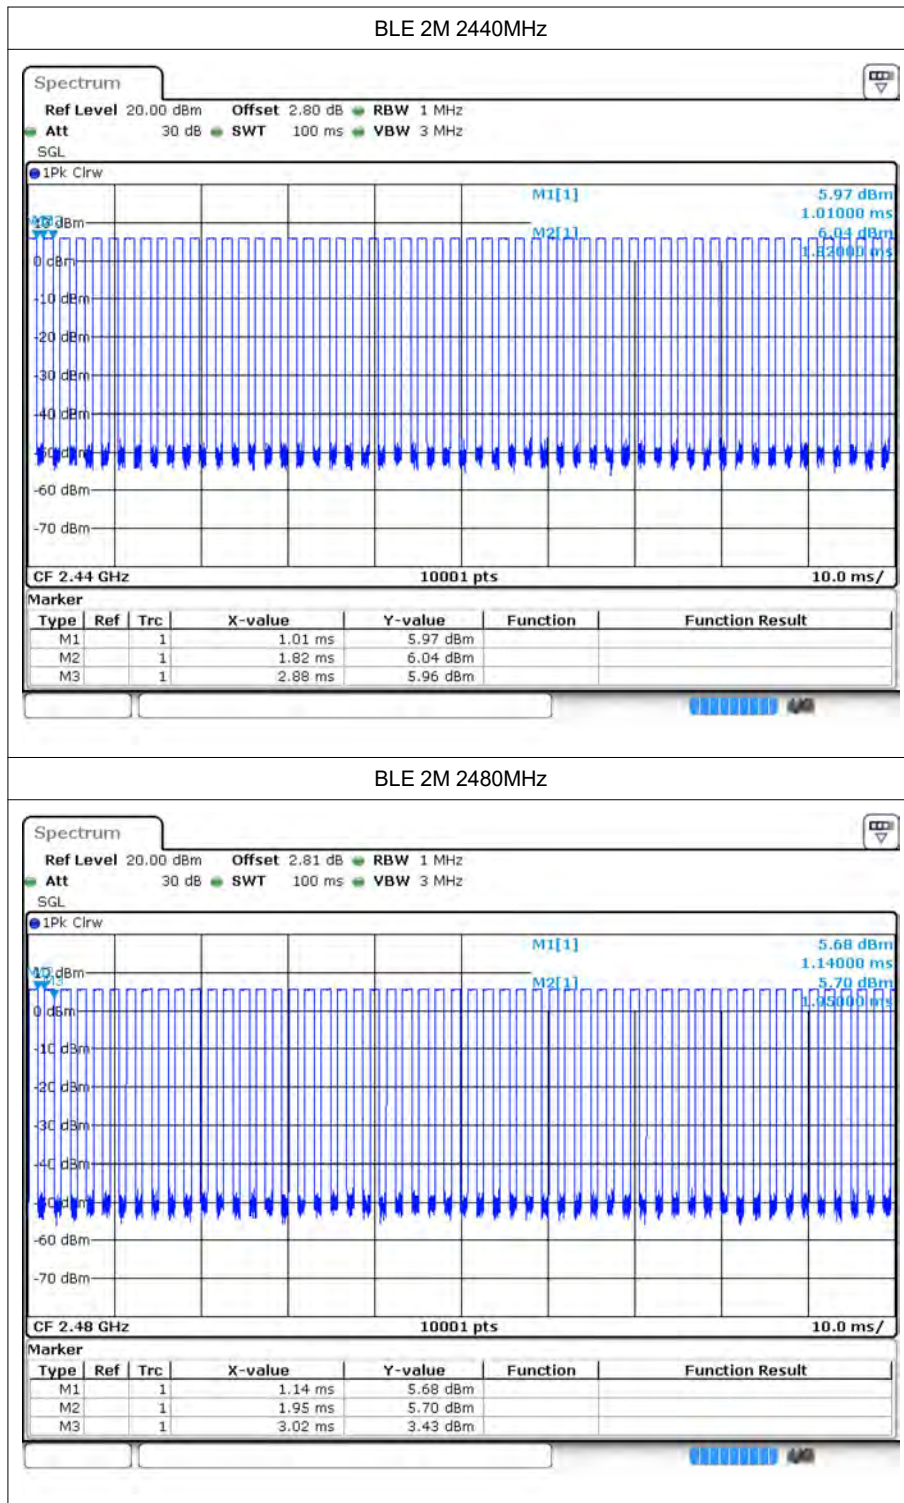 BLE 2M 2440MHz
Spectrum
Ref Level 20.00 dBm Offset 2.80 dB RBW 1 MHz
Att 30 dB SWT 100 ms VBW 3 MHz
SGL
1Pk Clrw
M1[1] 5.97 dBm
1.01000 ms
M2[1] 6.04 dBm
1.82000 ms
10 dBm
0 dBm
-10 dBm
-20 dBm
-30 dBm
-40 dBm
-50 dBm
-60 dBm
-70 dBm
CF 2.44 GHz 10001 pts 10.0 ms/
Marker
Type Ref Trc X-value Y-value Function Function Result
M1 1 1.01 ms 5.97 dBm
M2 1 1.82 ms 6.04 dBm
M3 1 2.88 ms 5.96 dBm
BLE 2M 2480MHz
Spectrum
Ref Level 20.00 dBm Offset 2.81 dB RBW 1 MHz
Att 30 dB SWT 100 ms VBW 3 MHz
SGL
1Pk Clrw
M1[1] 5.68 dBm
1.14000 ms
M2[1] 5.70 dBm
1.95000 ms
10 dBm
M3
0 dBm
-10 dBm
-20 dBm
-30 dBm
-40 dBm
-50 dBm
-60 dBm
-70 dBm
CF 2.48 GHz 10001 pts 10.0 ms/
Marker
Type Ref Trc X-value Y-value Function Function Result
M1 1 1.14 ms 5.68 dBm
M2 1 1.95 ms 5.70 dBm
M3 1 3.02 ms 3.43 dBm